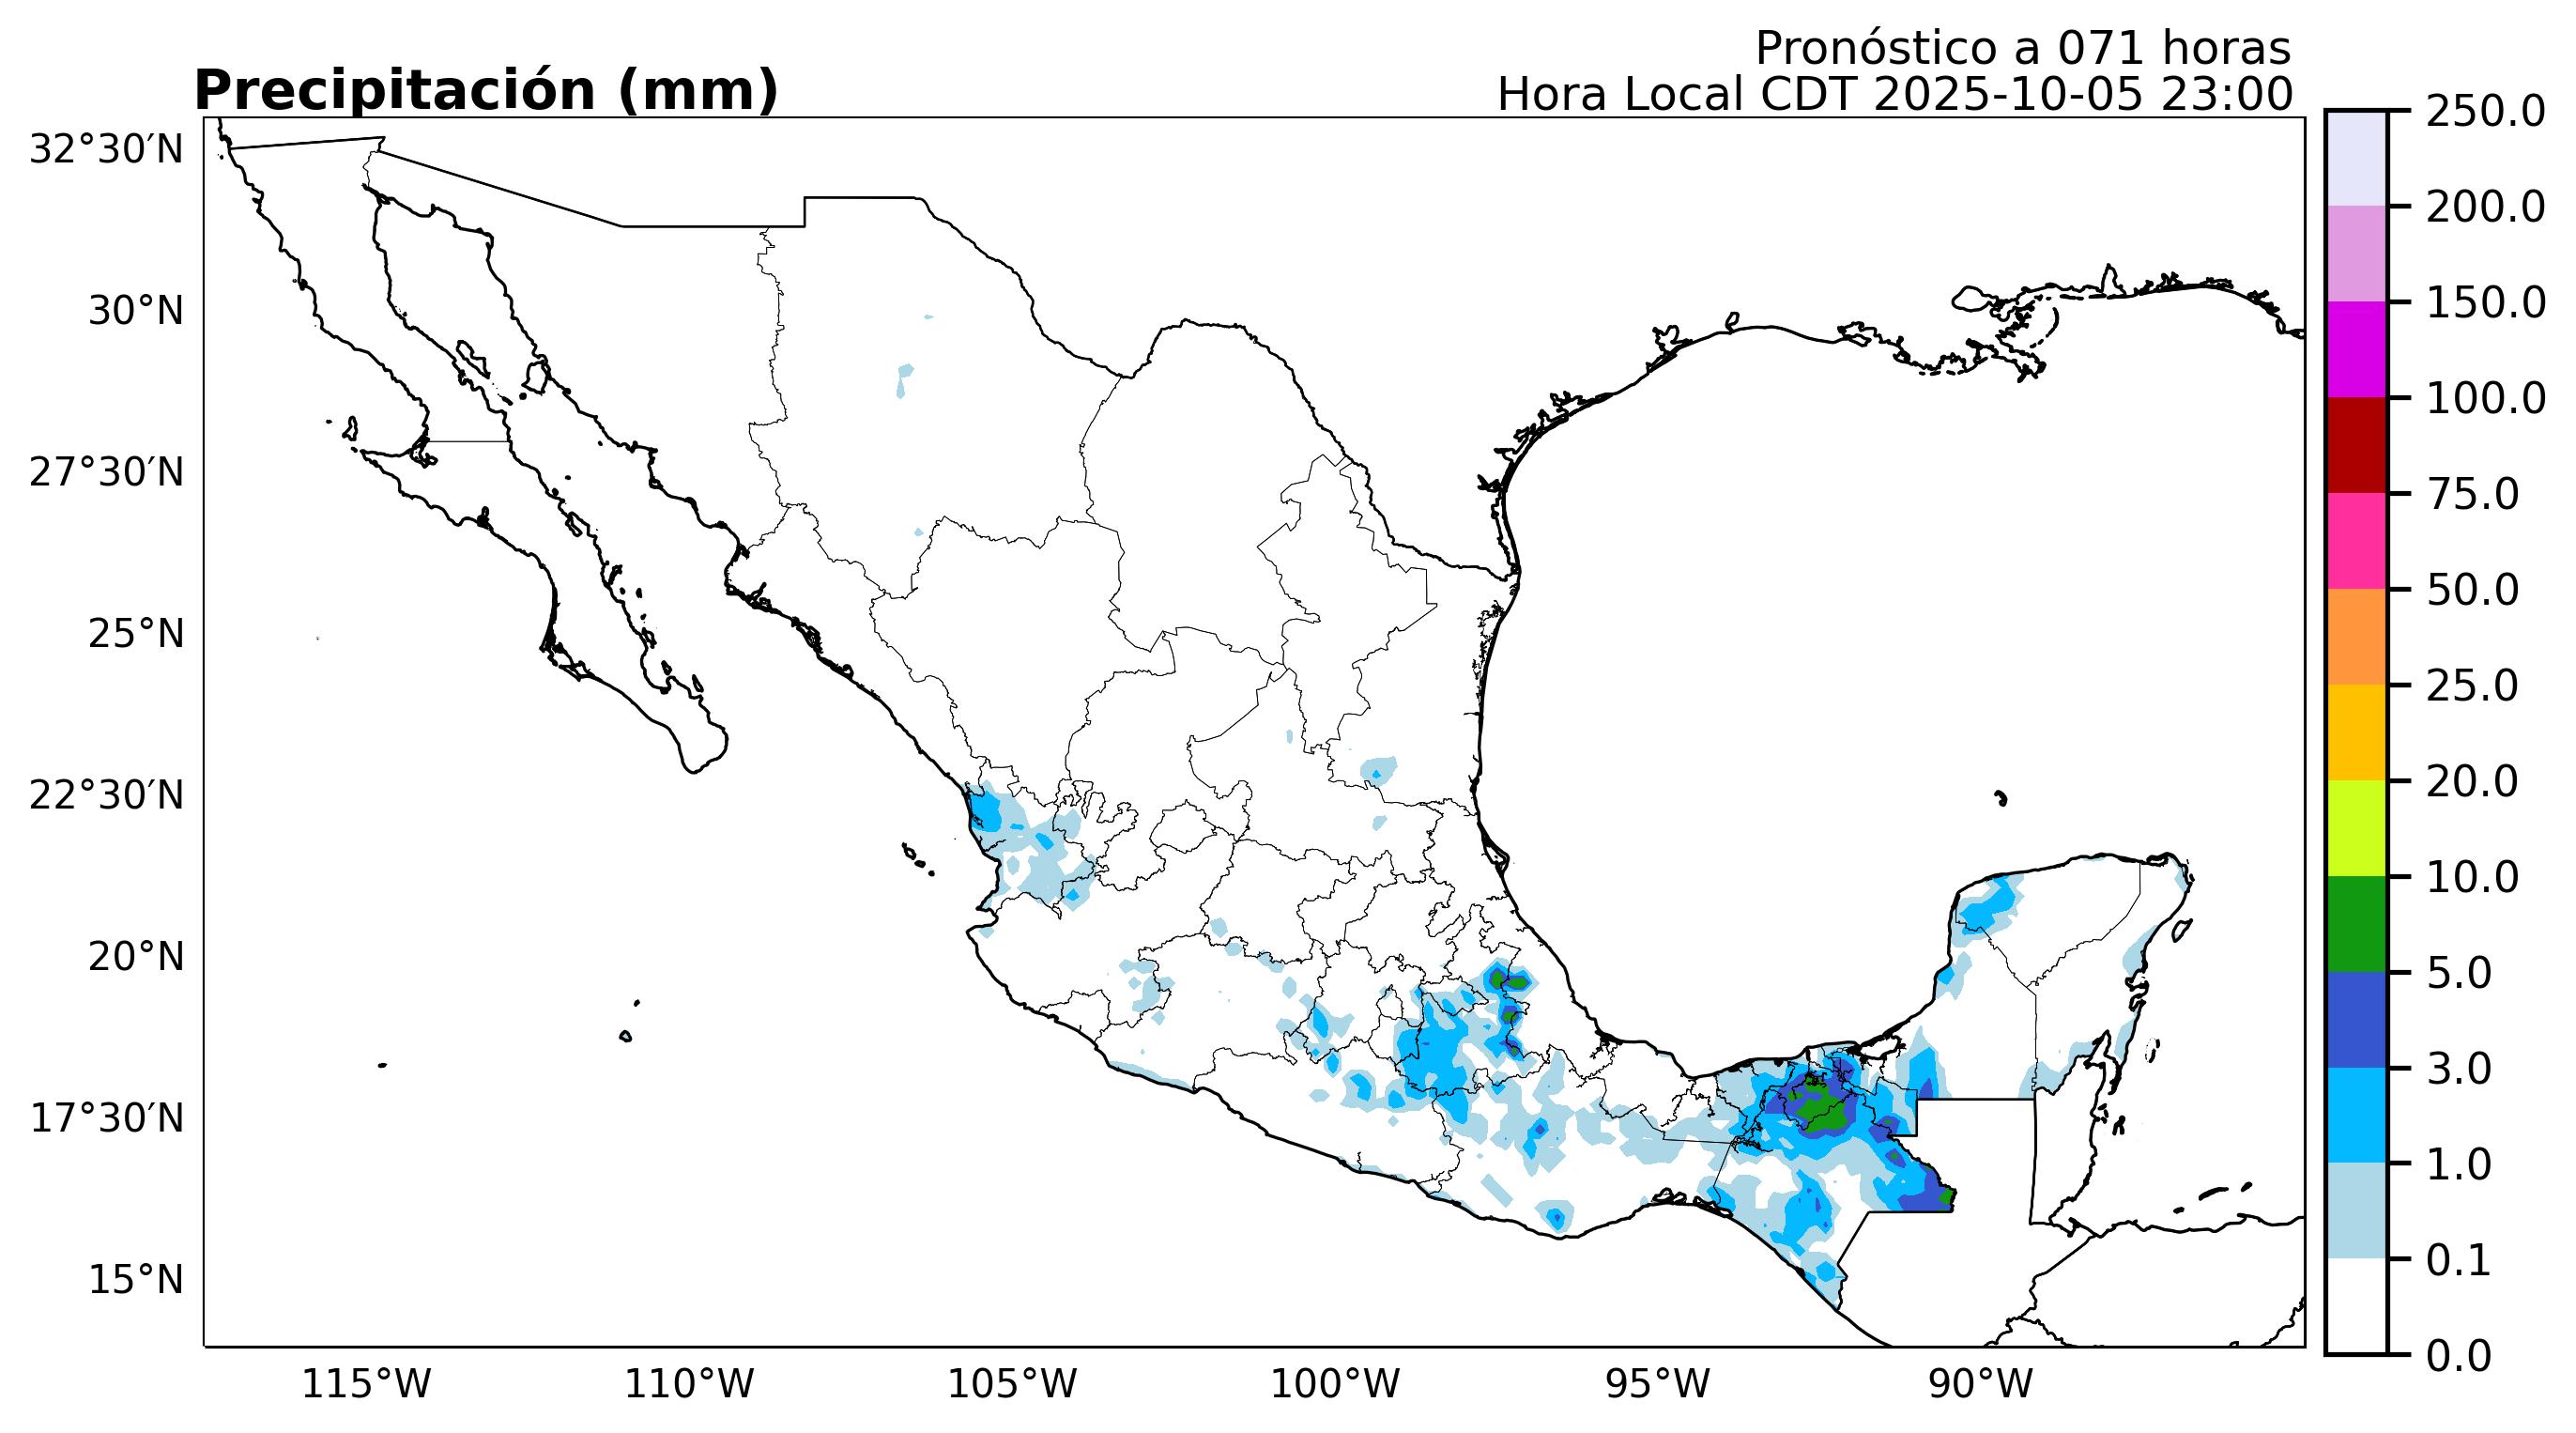 Pronóstico a 071 horas
Precipitación (mm)
Hora Local CDT 2025-10-05 23:00
32°30′N
30°N
27°30′N
25°N
22°30′N
20°N
17°30′N
15°N
115°W
110°W
105°W
100°W
95°W
90°W
250.0
200.0
150.0
100.0
75.0
50.0
25.0
20.0
10.0
5.0
3.0
1.0
0.1
0.0